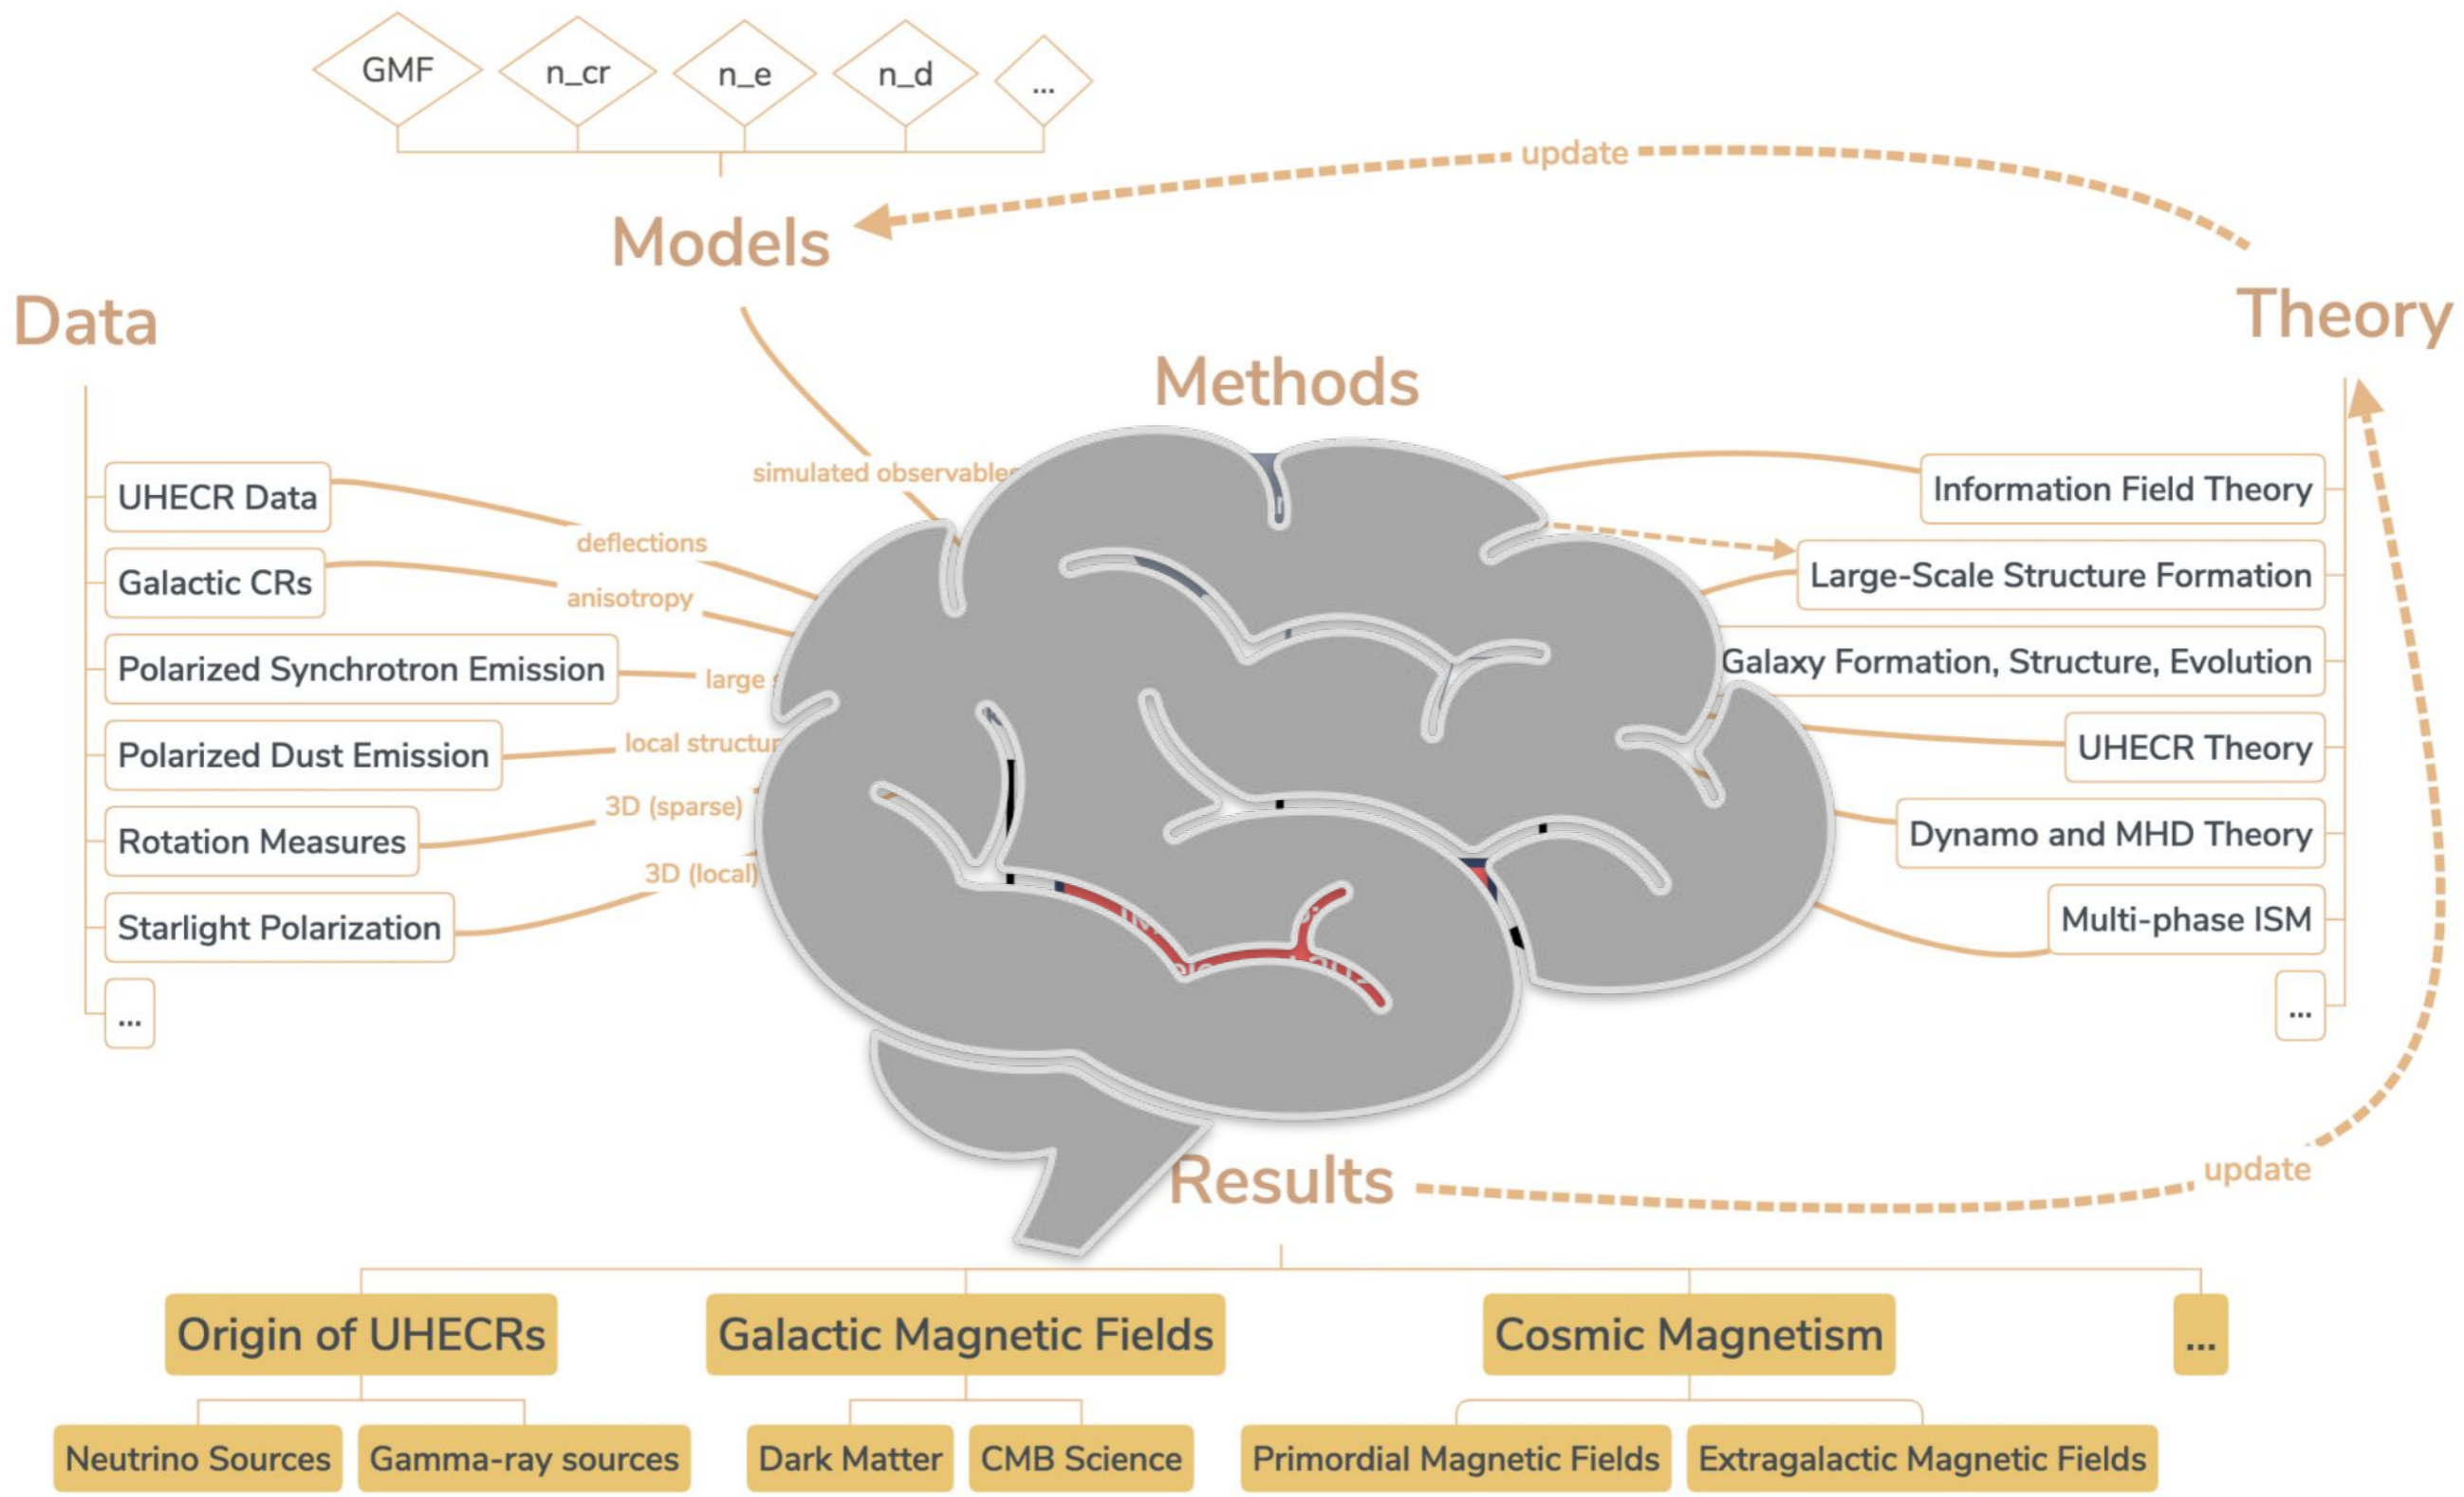 GMF
n_cr
n_e
n_d
...
update
Models
Data
Theory
Methods
simulated observables
UHECR Data
deflections
Galactic CRs
anisotropy
Polarized Synchrotron Emission
large
Polarized Dust Emission
local structur
Rotation Measures
3D (sparse)
Starlight Polarization
3D (local)
...
Information Field Theory
Large-Scale Structure Formation
Galaxy Formation, Structure, Evolution
UHECR Theory
Dynamo and MHD Theory
Multi-phase ISM
...
Results
update
Origin of UHECRs
Galactic Magnetic Fields
Cosmic Magnetism
...
Neutrino Sources
Gamma-ray sources
Dark Matter
CMB Science
Primordial Magnetic Fields
Extragalactic Magnetic Fields